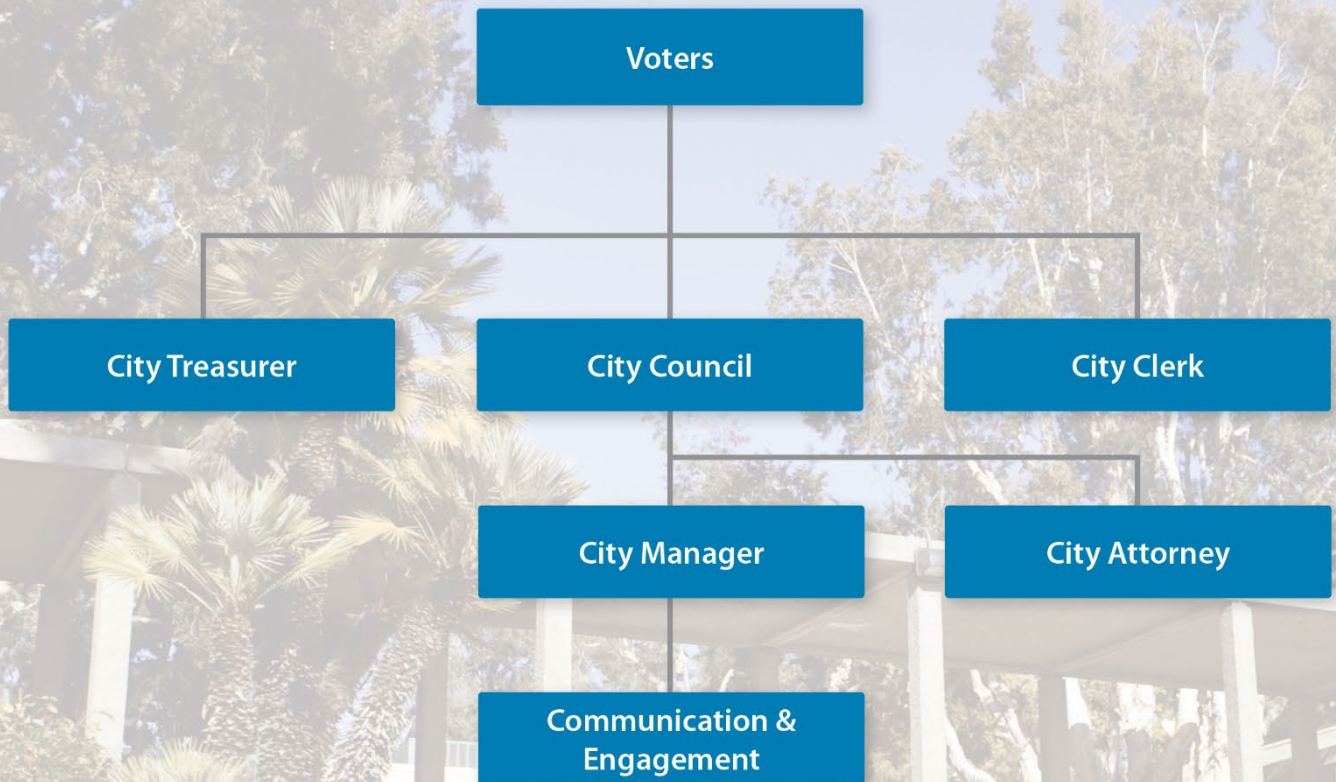 Voters
City Treasurer
City Council
City Clerk
City Manager
City Attorney
Communication &
Engagement